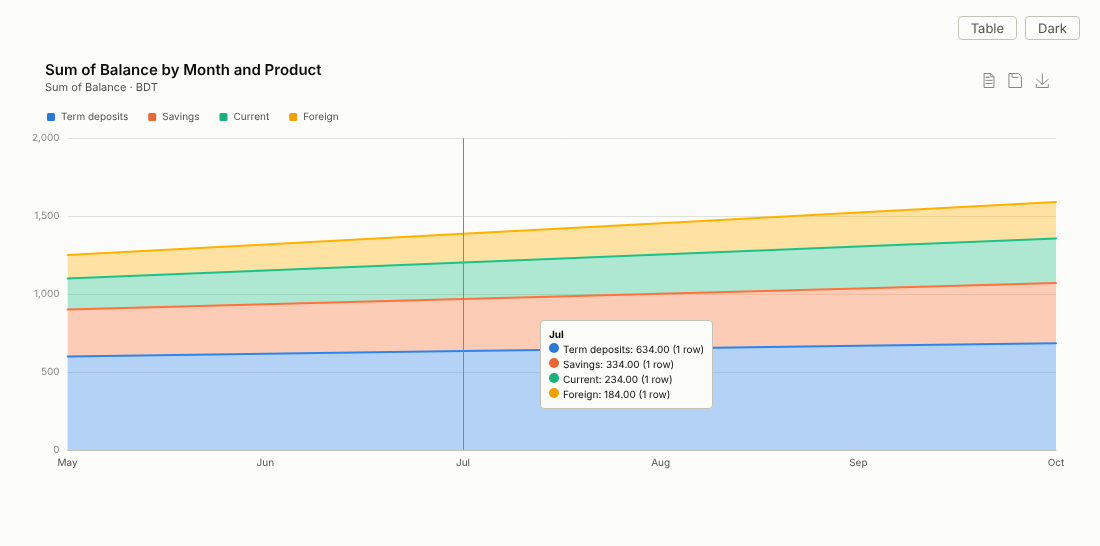 Table Dark
Sum of Balance by Month and Product
Sum of Balance · BDT
Term deposits Savings Current Foreign
2,000
1,500
1,000
500
0
Jul
Term deposits: 634.00 (1 row)
Savings: 334.00 (1 row)
Current: 234.00 (1 row)
Foreign: 184.00 (1 row)
May Jun Jul Aug Sep Oct